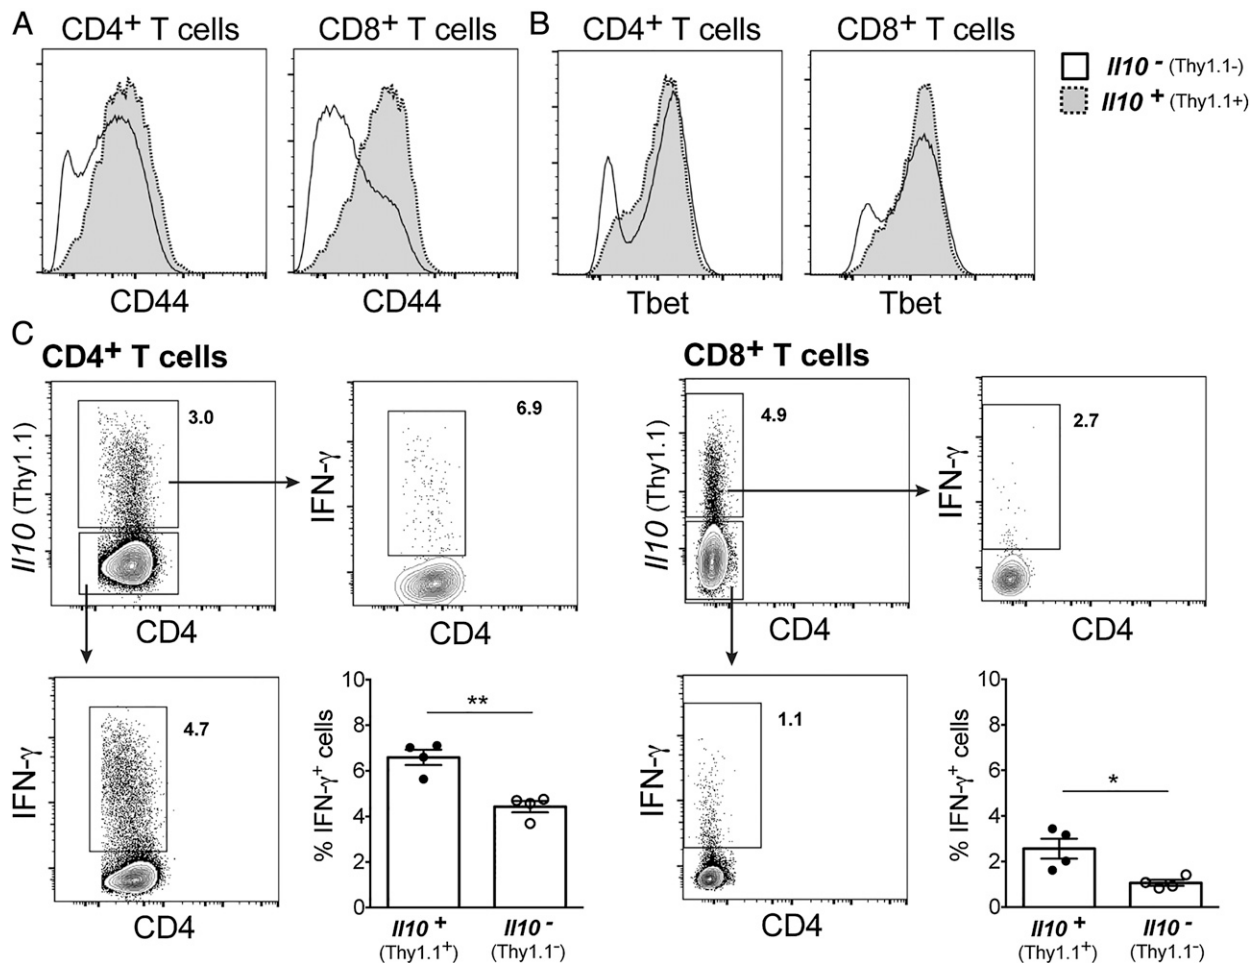 A
CD4+ T cells
CD8+ T cells
CD44
CD44
B
CD4+ T cells
CD8+ T cells
Tbet
Tbet
Il10 - (Thy1.1-)
Il10 + (Thy1.1+)
C
CD4+ T cells
Il10 (Thy1.1)
3.0
CD4
IFN-γ
6.9
CD4
IFN-γ
4.7
CD4
% IFN-γ+ cells
10
8
6
4
2
0
**
Il10 + Il10 -
(Thy1.1+) (Thy1.1-)
CD8+ T cells
Il10 (Thy1.1)
4.9
CD4
IFN-γ
2.7
CD4
IFN-γ
1.1
CD4
% IFN-γ+ cells
10
8
6
4
2
0
*
Il10 + Il10 -
(Thy1.1+) (Thy1.1-)